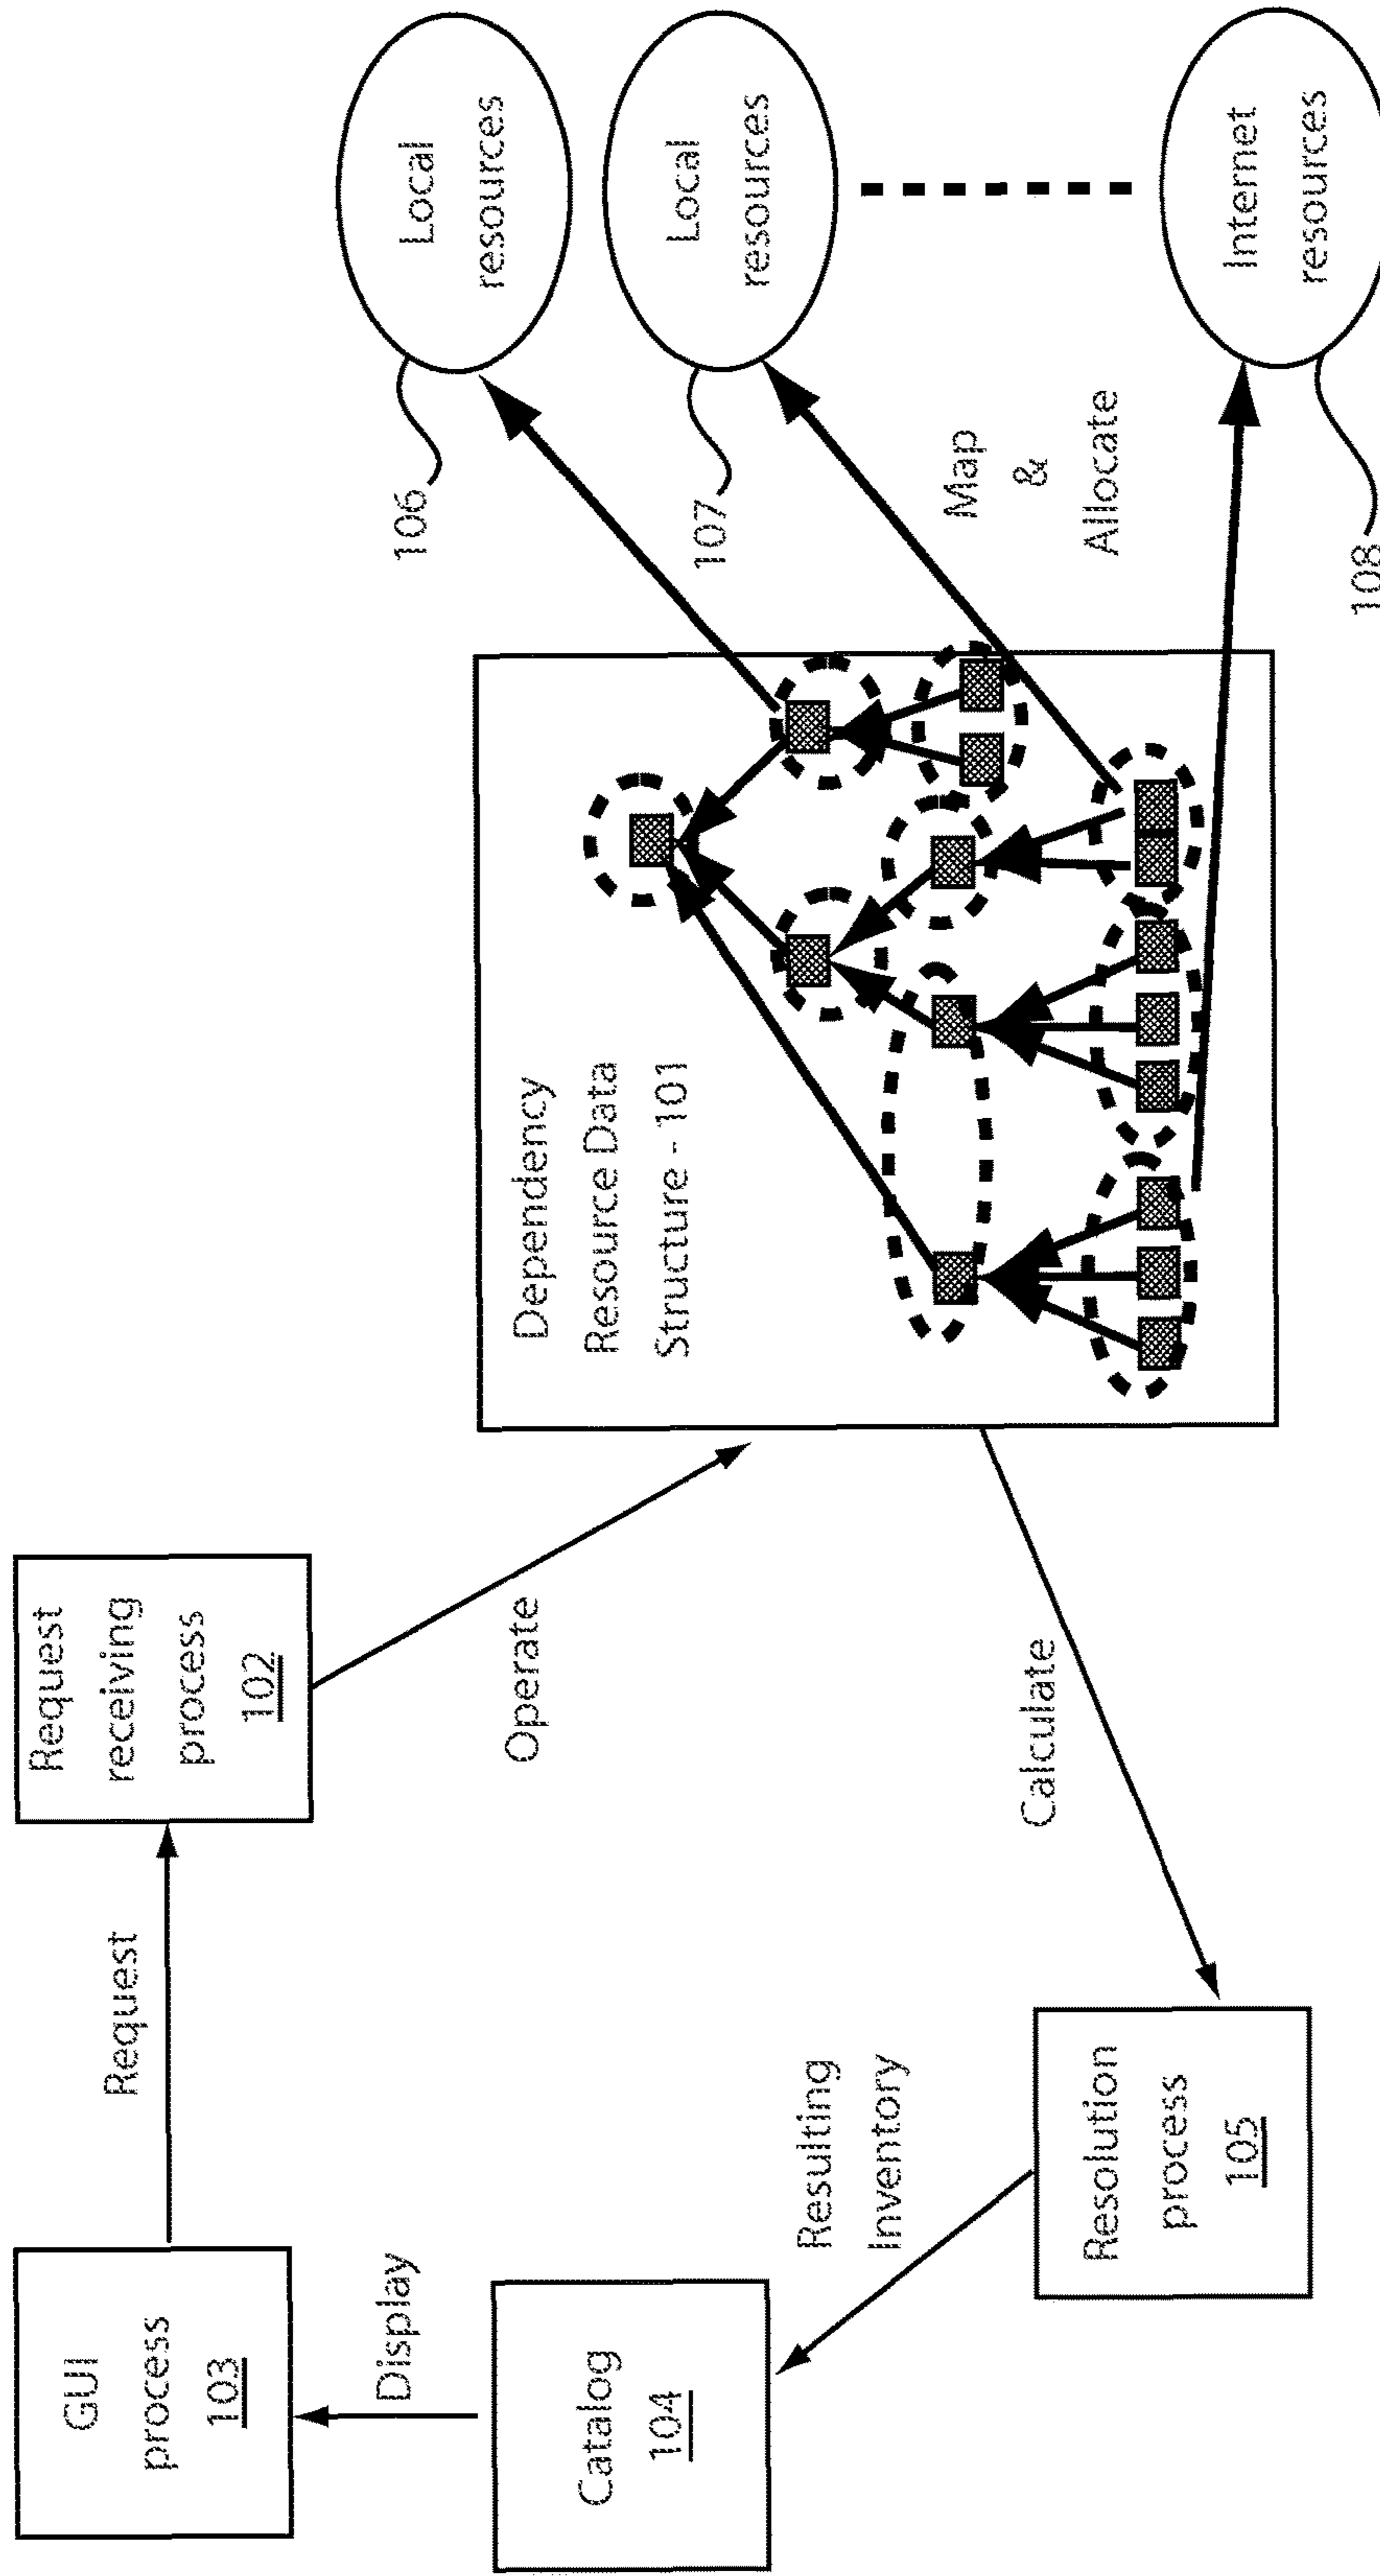 GUI
process
103
Request
Request
receiving
process
102
Display
Operate
Catalog
104
Resulting
Inventory
Resolution
process
105
Calculate
Dependency
Resource Data
Structure - 101
106
Local
resources
107
Local
resources
Map
&
Allocate
108
Internet
resources